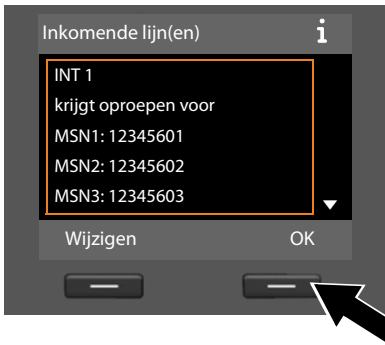 Inkomende lijn(en) i
INT 1
krijgt oproepen voor
MSN1: 12345601
MSN2: 12345602
MSN3: 12345603
Wijzigen OK